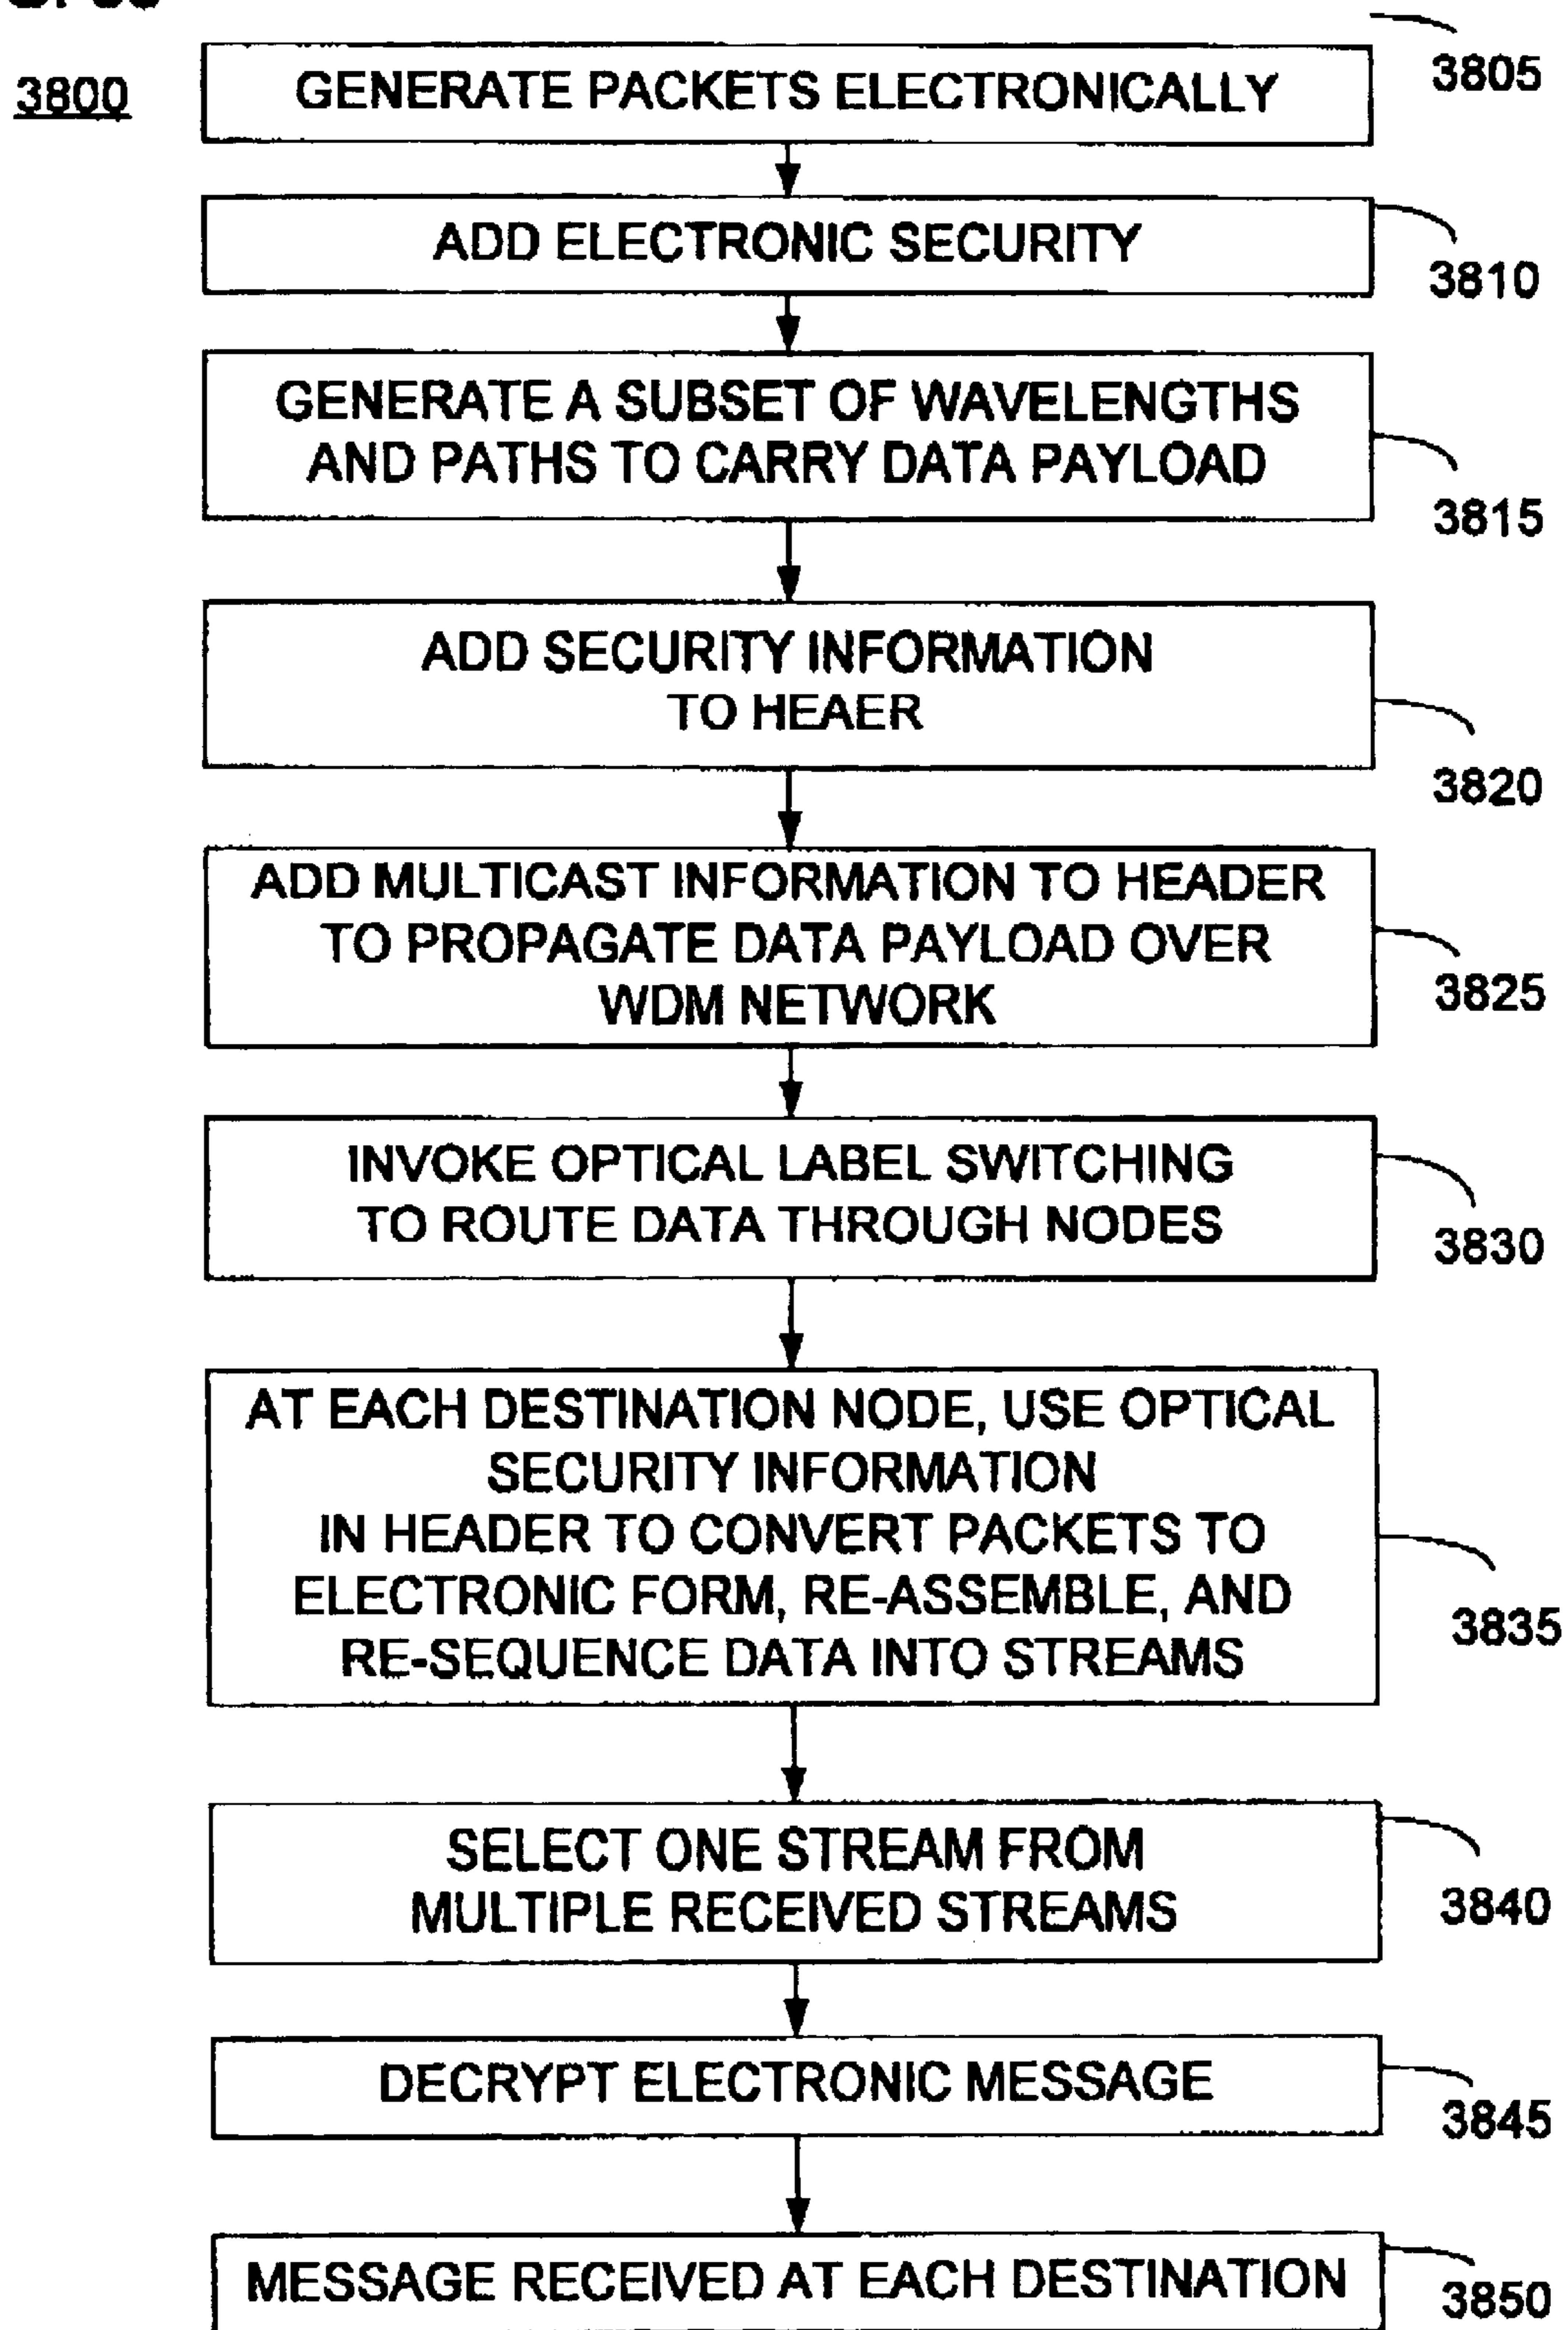 3800
3805
GENERATE PACKETS ELECTRONICALLY
ADD ELECTRONIC SECURITY
3810
GENERATE A SUBSET OF WAVELENGTHS
AND PATHS TO CARRY DATA PAYLOAD
3815
ADD SECURITY INFORMATION
TO HEAER
3820
ADD MULTICAST INFORMATION TO HEADER
TO PROPAGATE DATA PAYLOAD OVER
WDM NETWORK
3825
INVOKE OPTICAL LABEL SWITCHING
TO ROUTE DATA THROUGH NODES
3830
AT EACH DESTINATION NODE, USE OPTICAL
SECURITY INFORMATION
IN HEADER TO CONVERT PACKETS TO
ELECTRONIC FORM, RE-ASSEMBLE, AND
RE-SEQUENCE DATA INTO STREAMS
3835
SELECT ONE STREAM FROM
MULTIPLE RECEIVED STREAMS
3840
DECRYPT ELECTRONIC MESSAGE
3845
MESSAGE RECEIVED AT EACH DESTINATION
3850